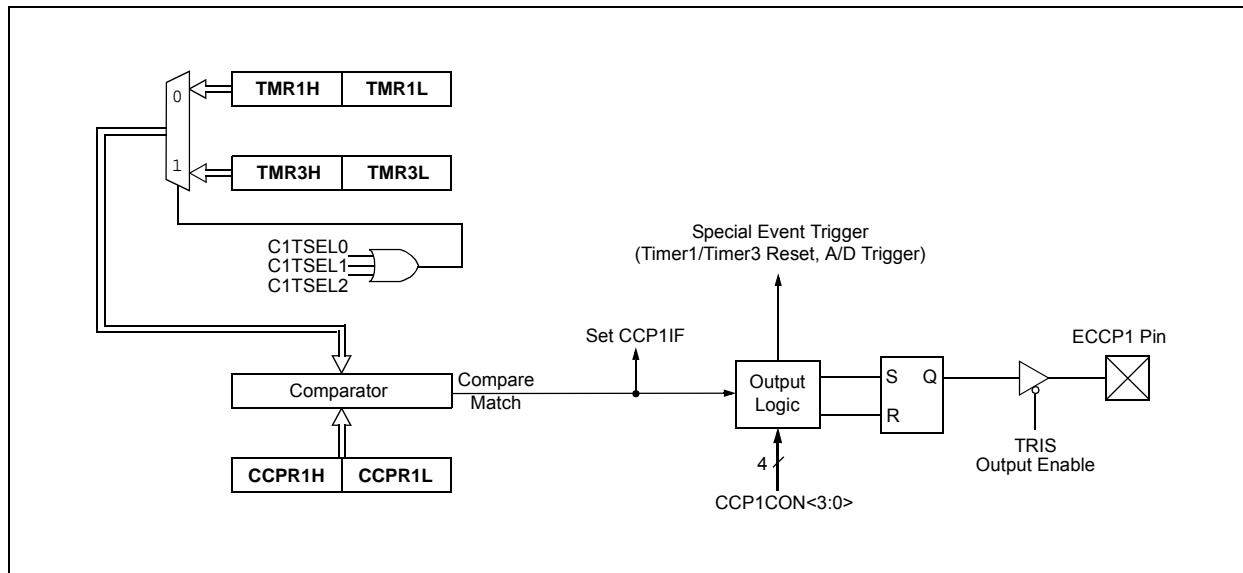 0
TMR1H TMR1L
1
TMR3H TMR3L
C1TSEL0
C1TSEL1
C1TSEL2
Special Event Trigger
(Timer1/Timer3 Reset, A/D Trigger)
Set CCP1IF
ECCP1 Pin
Comparator
Compare
Match
Output
Logic
S Q
R
TRIS
Output Enable
4
CCPR1H CCPR1L
CCP1CON<3:0>